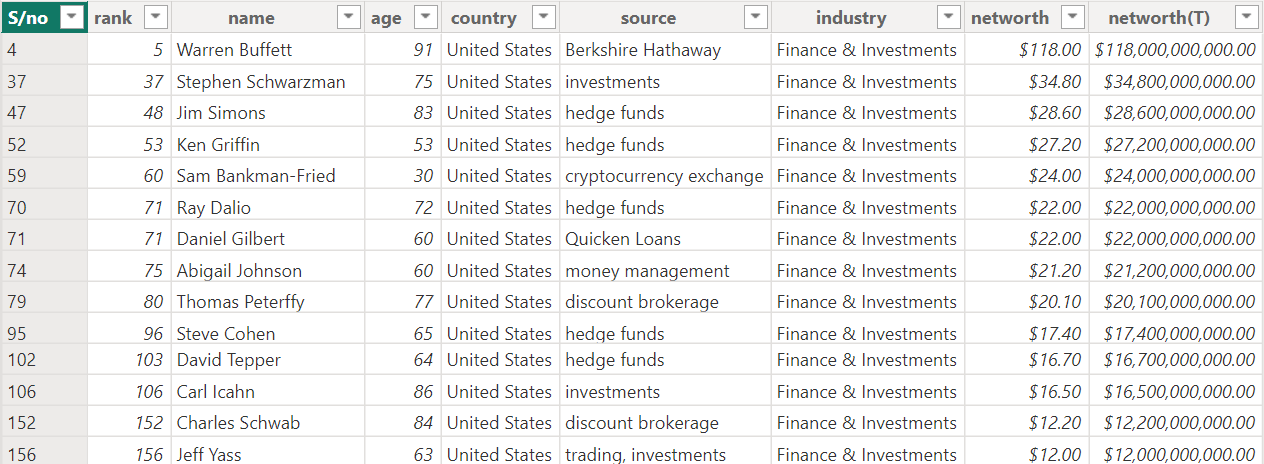 S/no rank name age country source industry networth networth(T)
4 5 Warren Buffett 91 United States Berkshire Hathaway Finance & Investments $118.00 $118,000,000,000.00
37 37 Stephen Schwarzman 75 United States investments Finance & Investments $34.80 $34,800,000,000.00
47 48 Jim Simons 83 United States hedge funds Finance & Investments $28.60 $28,600,000,000.00
52 53 Ken Griffin 53 United States hedge funds Finance & Investments $27.20 $27,200,000,000.00
59 60 Sam Bankman-Fried 30 United States cryptocurrency exchange Finance & Investments $24.00 $24,000,000,000.00
70 71 Ray Dalio 72 United States hedge funds Finance & Investments $22.00 $22,000,000,000.00
71 71 Daniel Gilbert 60 United States Quicken Loans Finance & Investments $22.00 $22,000,000,000.00
74 75 Abigail Johnson 60 United States money management Finance & Investments $21.20 $21,200,000,000.00
79 80 Thomas Peterffy 77 United States discount brokerage Finance & Investments $20.10 $20,100,000,000.00
95 96 Steve Cohen 65 United States hedge funds Finance & Investments $17.40 $17,400,000,000.00
102 103 David Tepper 64 United States hedge funds Finance & Investments $16.70 $16,700,000,000.00
106 106 Carl Icahn 86 United States investments Finance & Investments $16.50 $16,500,000,000.00
152 152 Charles Schwab 84 United States discount brokerage Finance & Investments $12.20 $12,200,000,000.00
156 156 Jeff Yass 63 United States trading, investments Finance & Investments $12.00 $12,000,000,000.00